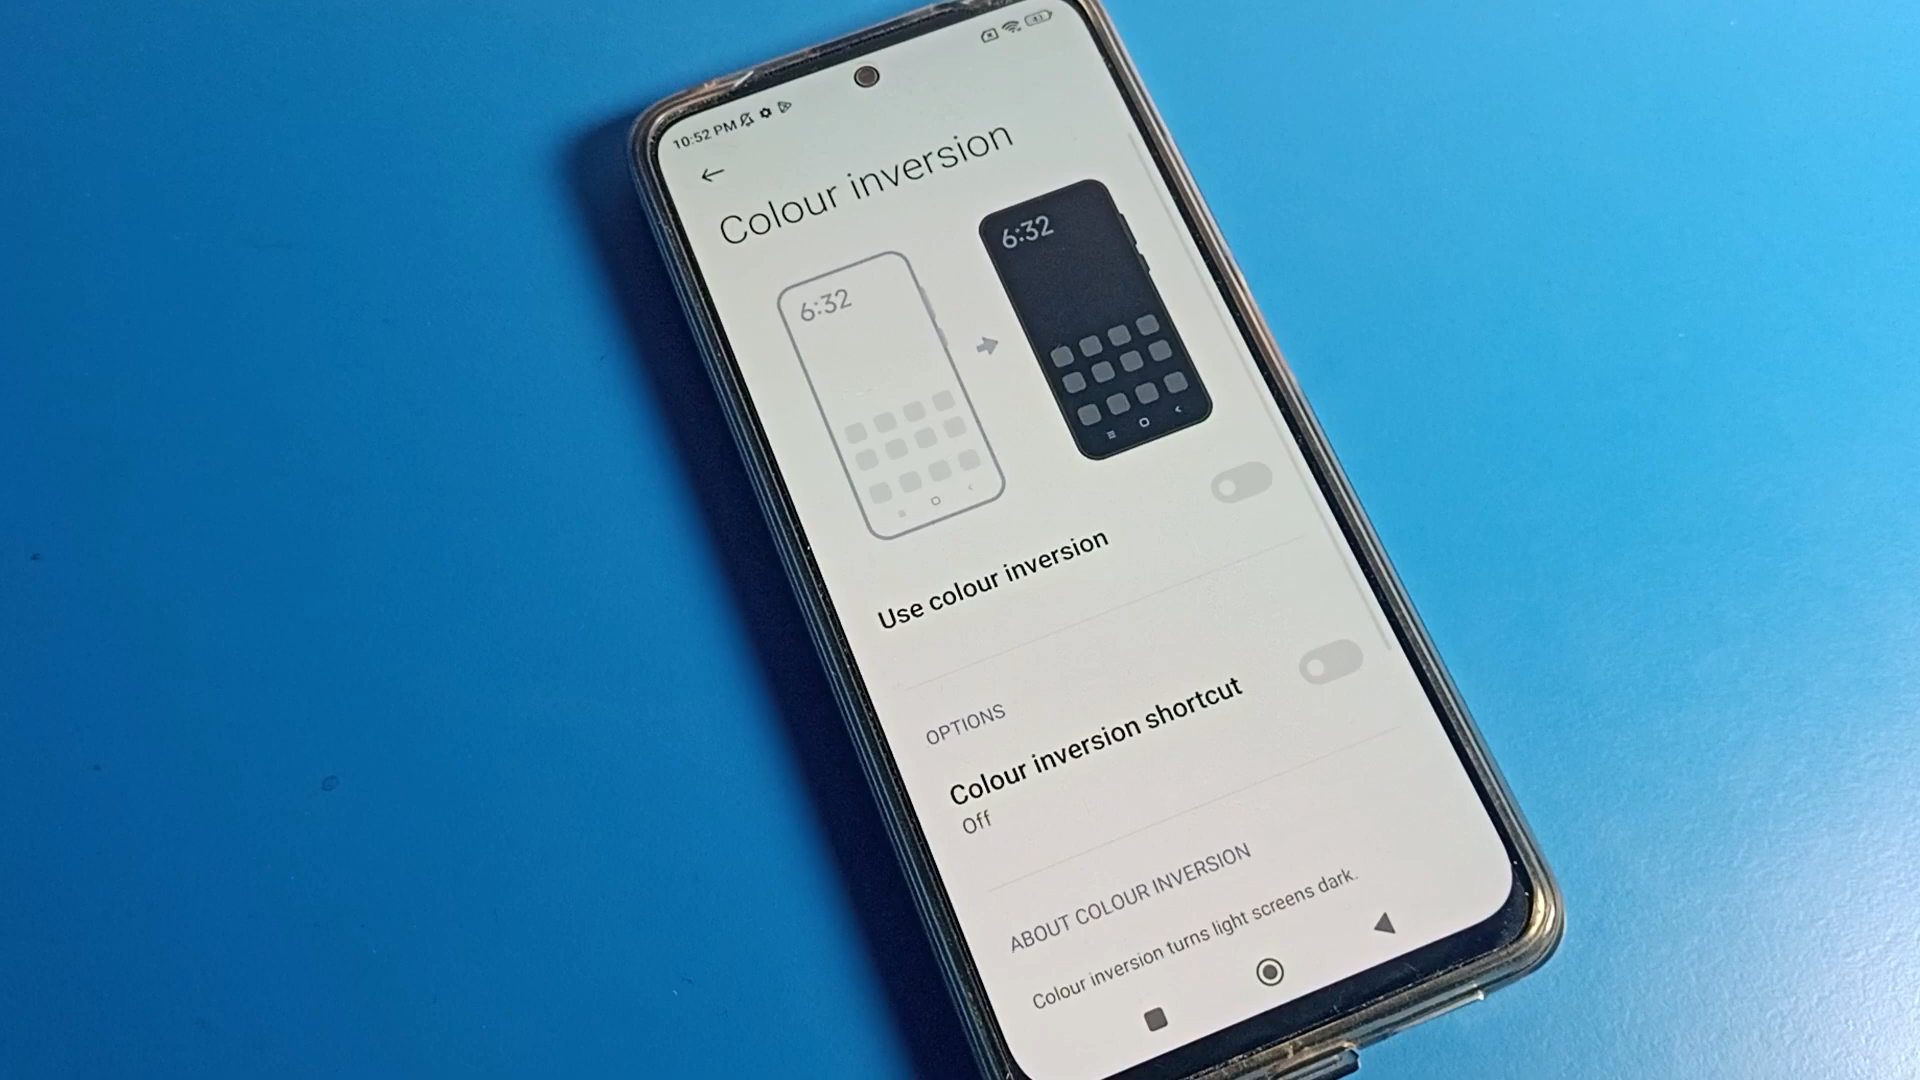 10:52 PM
41
Colour inversion
6:32
6:32
Use colour inversion
OPTIONS
Colour inversion shortcut
Off
ABOUT COLOUR INVERSION
Colour inversion turns light screens dark.